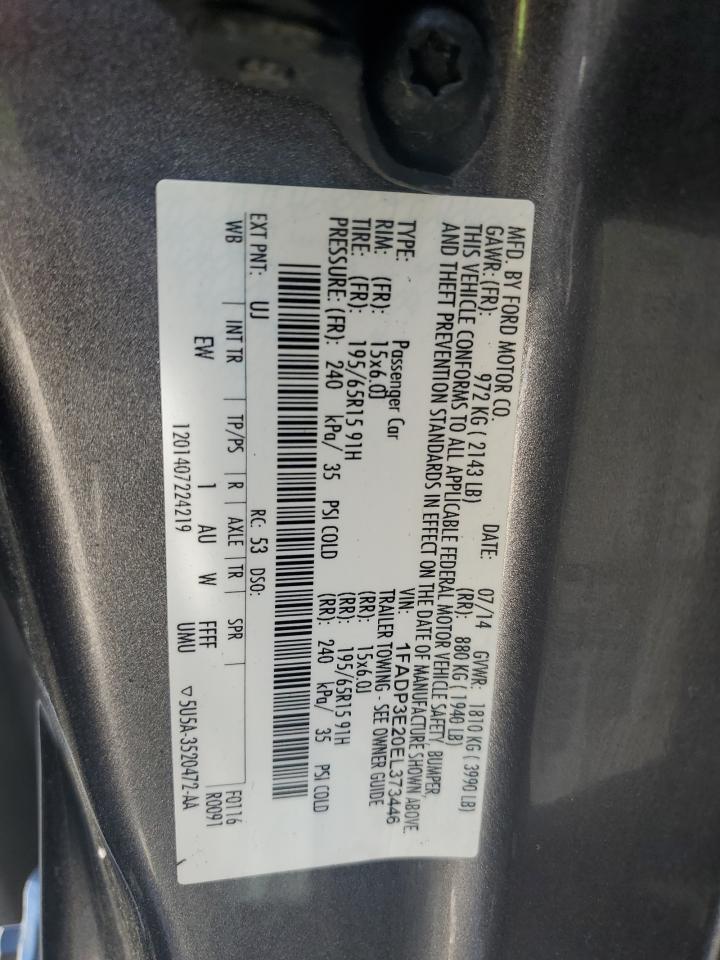 MFD. BY FORD MOTOR CO. DATE: 07/14 GVWR: 1810 KG ( 3990 LB)
GAWR: (FR): 972 KG ( 2143 LB) (RR): 880 KG ( 1940 LB)
THIS VEHICLE CONFORMS TO ALL APPLICABLE FEDERAL MOTOR VEHICLE SAFETY, BUMPER,
AND THEFT PREVENTION STANDARDS IN EFFECT ON THE DATE OF MANUFACTURE SHOWN ABOVE.
VIN: 1FADP3E20EL373446
TYPE: Passenger Car TRAILER TOWING - SEE OWNER GUIDE
RIM: (FR): 15x6.0J (RR): 15x6.0J
TIRE: (FR): 195/65R15 91H (RR): 195/65R15 91H
PRESSURE: (FR): 240 kPa/ 35 PSI COLD (RR): 240 kPa/ 35 PSI COLD
EXT PNT: UJ RC: 53 DSO:
WB INT TR TP/PS R AXLE TR SPR F0116
EW 1 AU W FFFF R0091
1201407224219 UMU ▽ 5U5A-3520472-AA